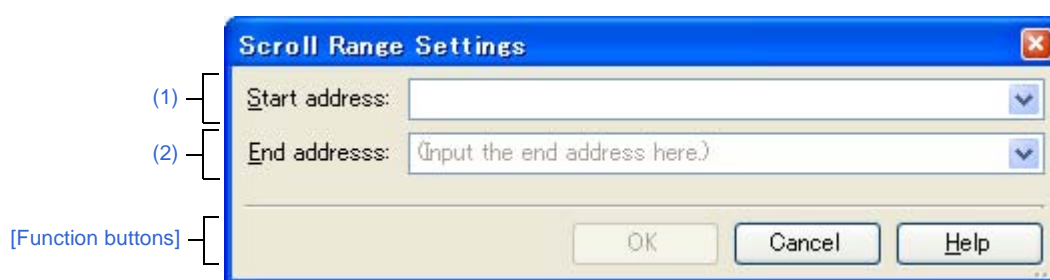 Scroll Range Settings
(1) Start address:
(2) End addresss: (Input the end address here.)
[Function buttons] OK Cancel Help